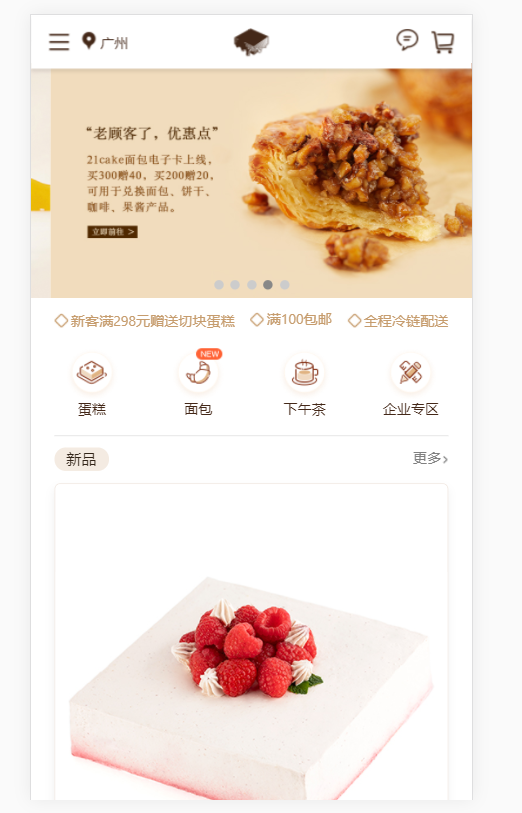 广州
“老顾客了，优惠点”
21cake面包电子卡上线，
买300赠40，买200赠20，
可用于兑换面包、饼干、
咖啡、果酱产品。
立即前往 >
新客满298元赠送切块蛋糕 满100包邮 全程冷链配送
NEW
蛋糕 面包 下午茶 企业专区
新品 更多›